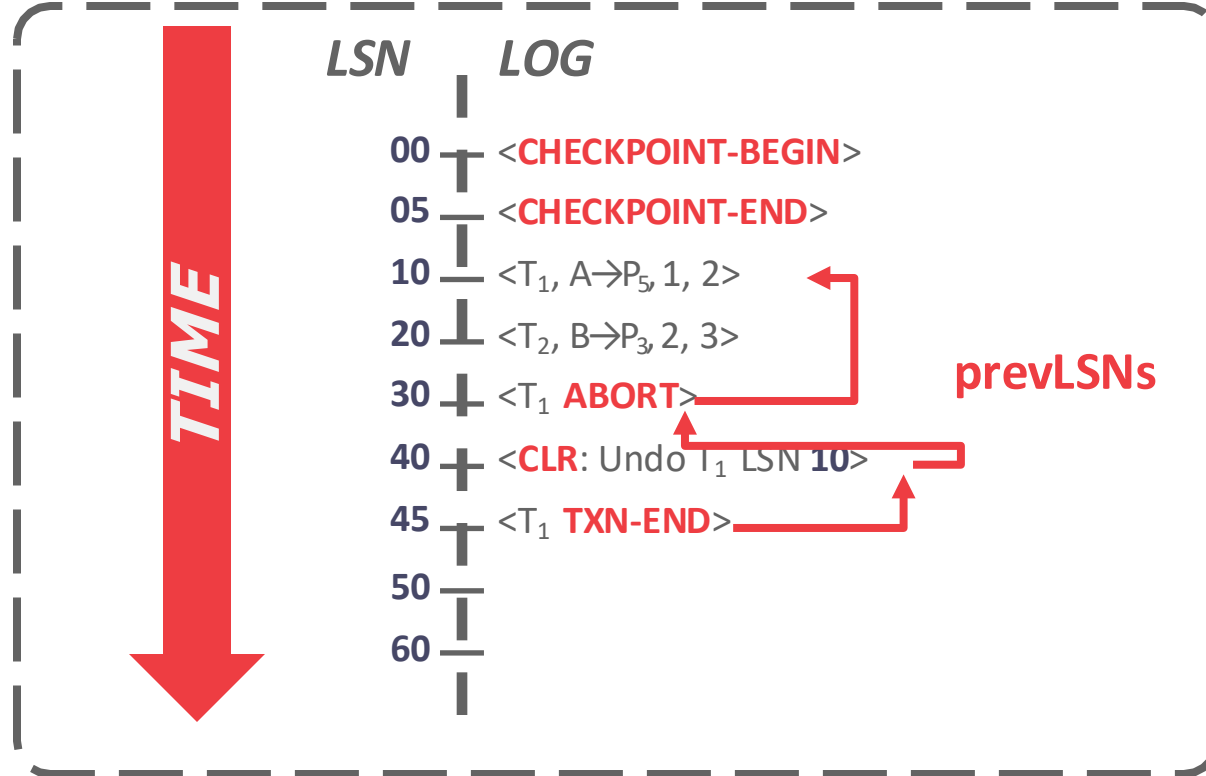 LSN LOG
00 <CHECKPOINT-BEGIN>
05 <CHECKPOINT-END>
10 <T₁, A→P₅, 1, 2>
20 <T₂, B→P₃, 2, 3>
30 <T₁ ABORT>
40 <CLR: Undo T₁ LSN 10>
45 <T₁ TXN-END>
50
60
TIME
prevLSNs